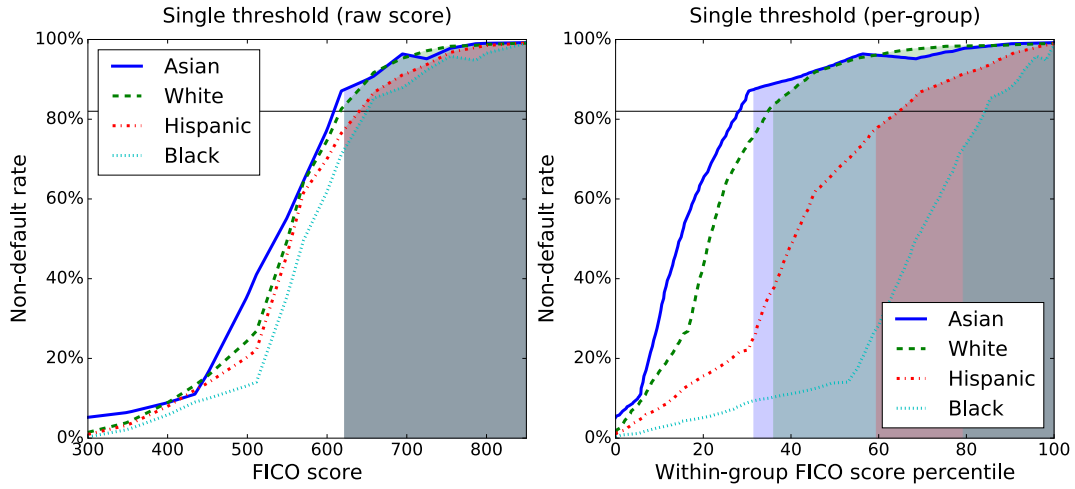 Single threshold (raw score)
100%
80%
60%
40%
20%
0%
Non-default rate
Asian
White
Hispanic
Black
300
400
500
600
700
800
FICO score
Single threshold (per-group)
100%
80%
60%
40%
20%
0%
Non-default rate
Asian
White
Hispanic
Black
0
20
40
60
80
100
Within-group FICO score percentile